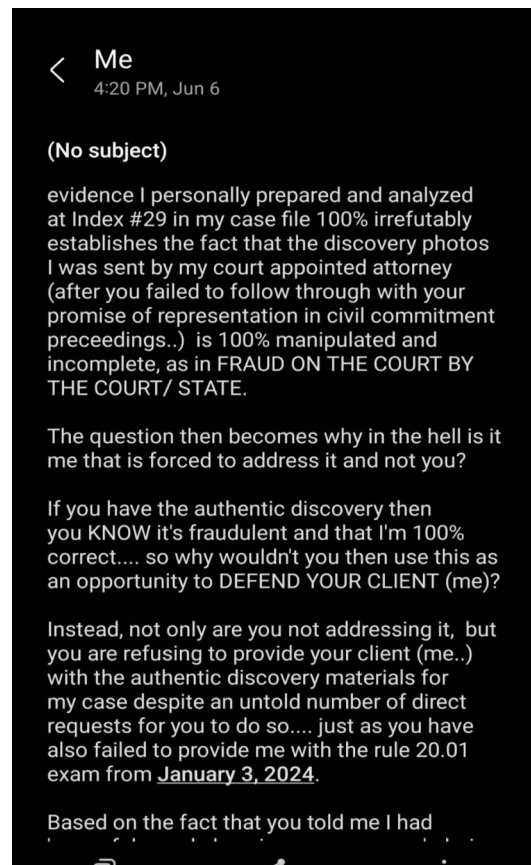 Me
4:20 PM, Jun 6
(No subject)
evidence I personally prepared and analyzed
at Index #29 in my case file 100% irrefutably
establishes the fact that the discovery photos
I was sent by my court appointed attorney
(after you failed to follow through with your
promise of representation in civil commitment
preceedings..)  is 100% manipulated and
incomplete, as in FRAUD ON THE COURT BY
THE COURT/ STATE.
The question then becomes why in the hell is it
me that is forced to address it and not you?
If you have the authentic discovery then
you KNOW it's fraudulent and that I'm 100%
correct.... so why wouldn't you then use this as
an opportunity to DEFEND YOUR CLIENT (me)?
Instead, not only are you not addressing it,  but
you are refusing to provide your client (me..)
with the authentic discovery materials for
my case despite an untold number of direct
requests for you to do so.... just as you have
also failed to provide me with the rule 20.01
exam from January 3, 2024.
Based on the fact that you told me I had